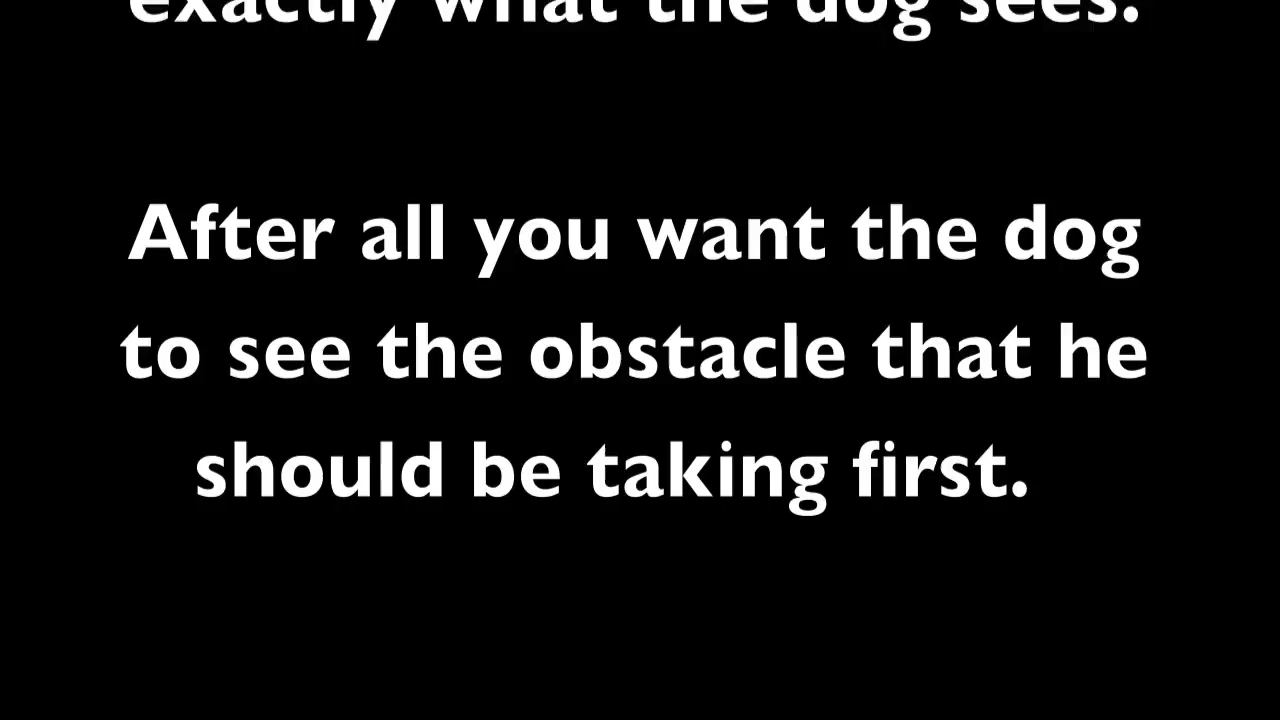 exactly what the dog sees.
After all you want the dog
to see the obstacle that he
should be taking first.